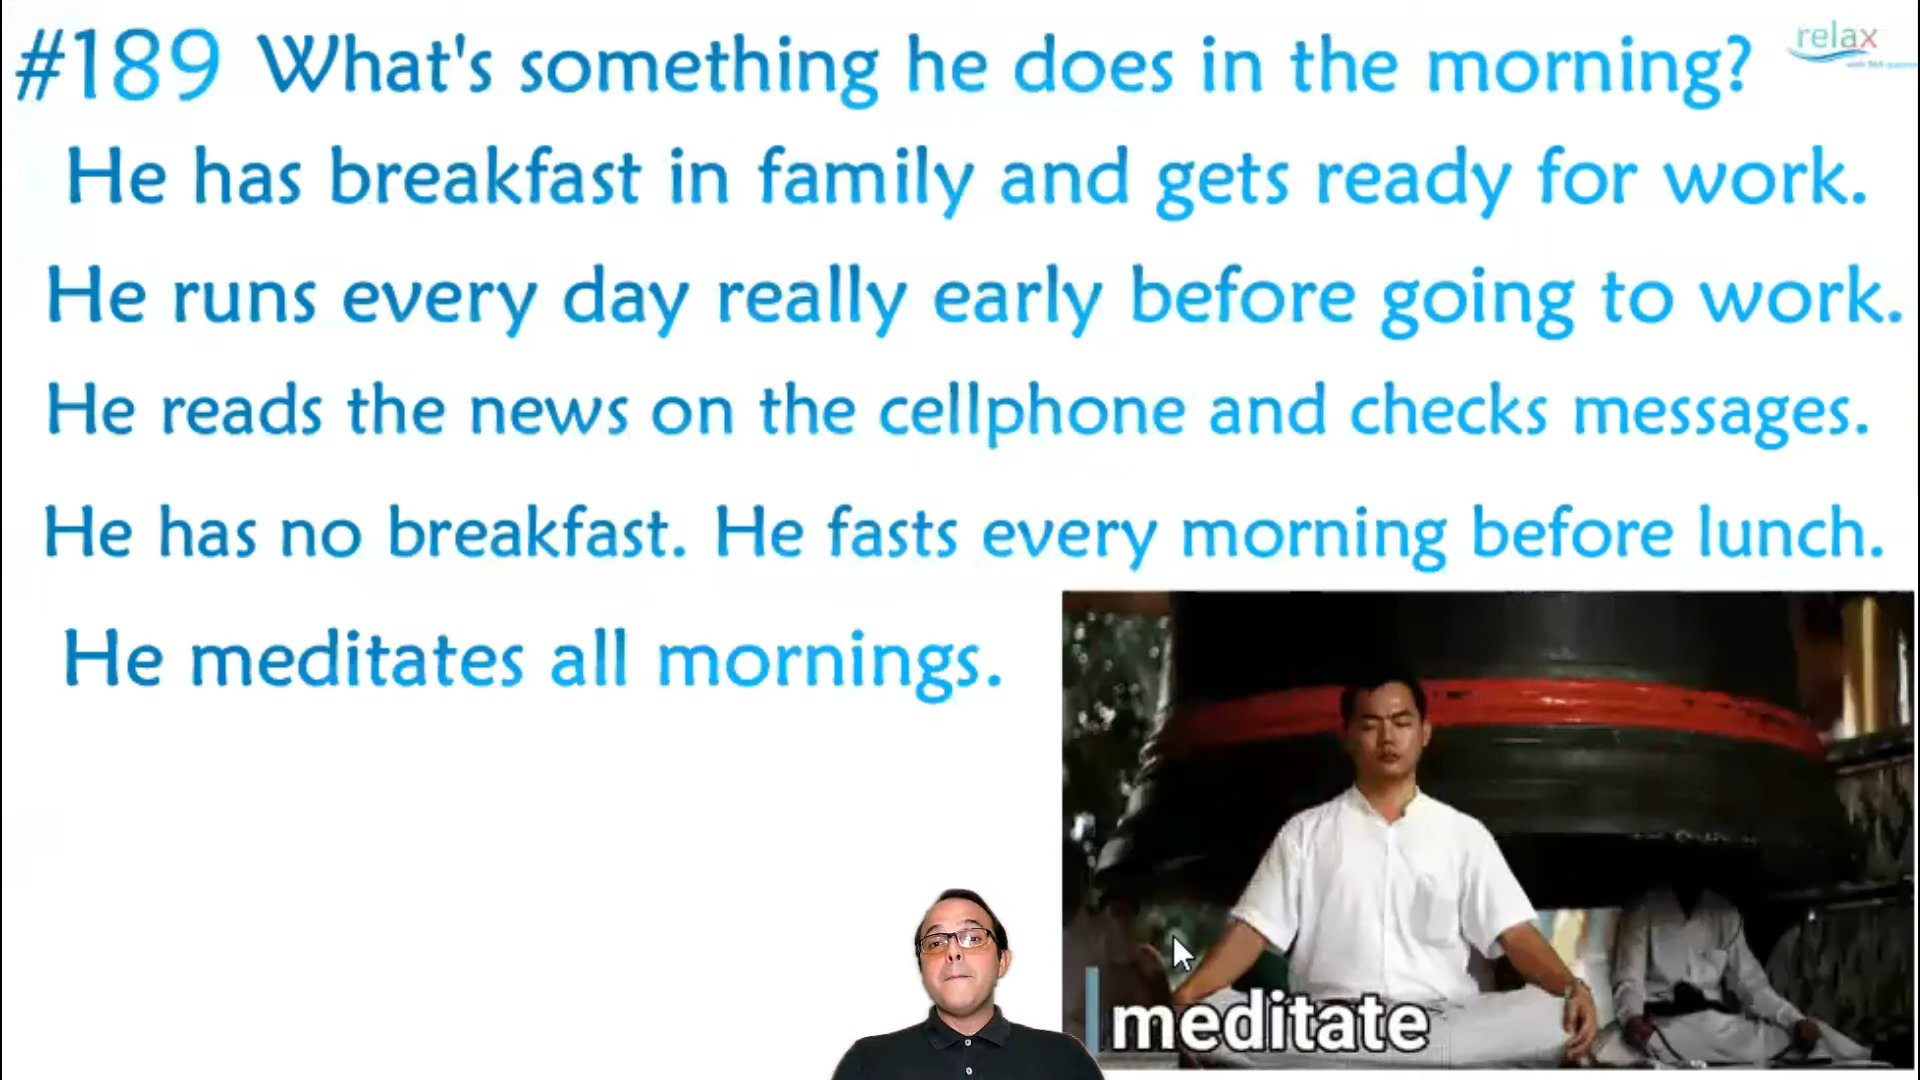 #189 What's something he does in the morning?
relax
He has breakfast in family and gets ready for work.
He runs every day really early before going to work.
He reads the news on the cellphone and checks messages.
He has no breakfast. He fasts every morning before lunch.
He meditates all mornings.
meditate